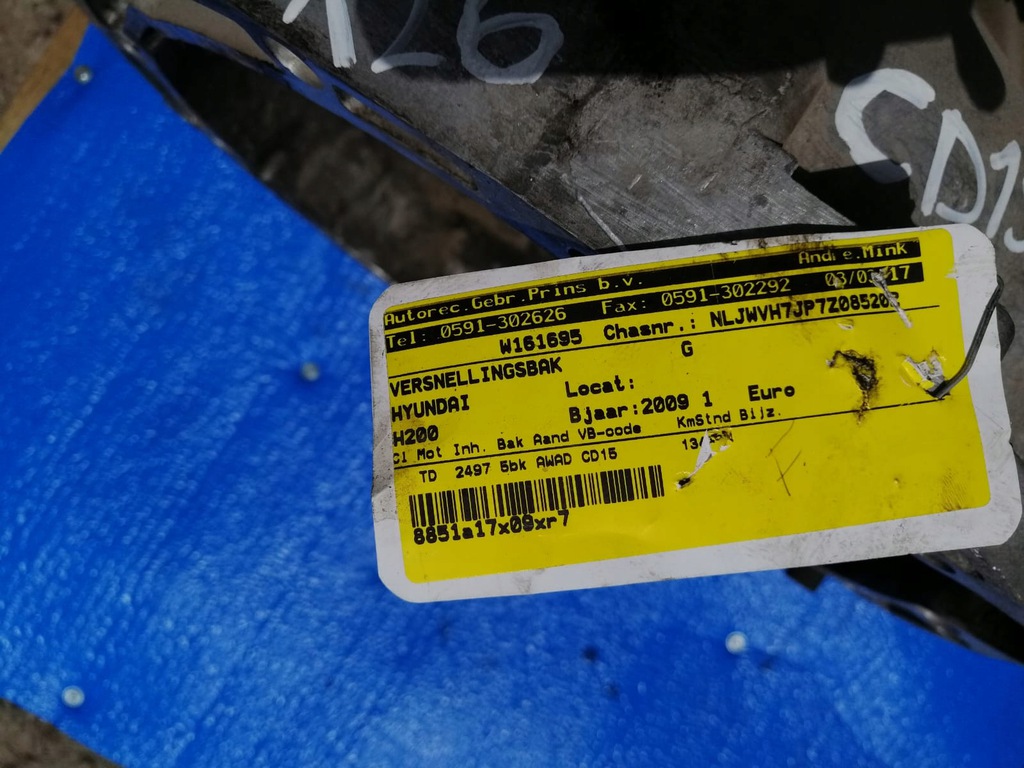 126
CD15
Autorec.Gebr.Prins b.v. Andre.Mink
Tel: 0591-302626 Fax: 0591-302292
W161695 Chasnr.:
VERSNELLINGSBAK G
HYUNDAI Locat:
H200 Bjaar:2009 1 Euro
Cl Mot Inh. Bak Aand VB-code KmStnd Bijz.
TD 2497 5bk AWAD CD15
8851a17x09xr7